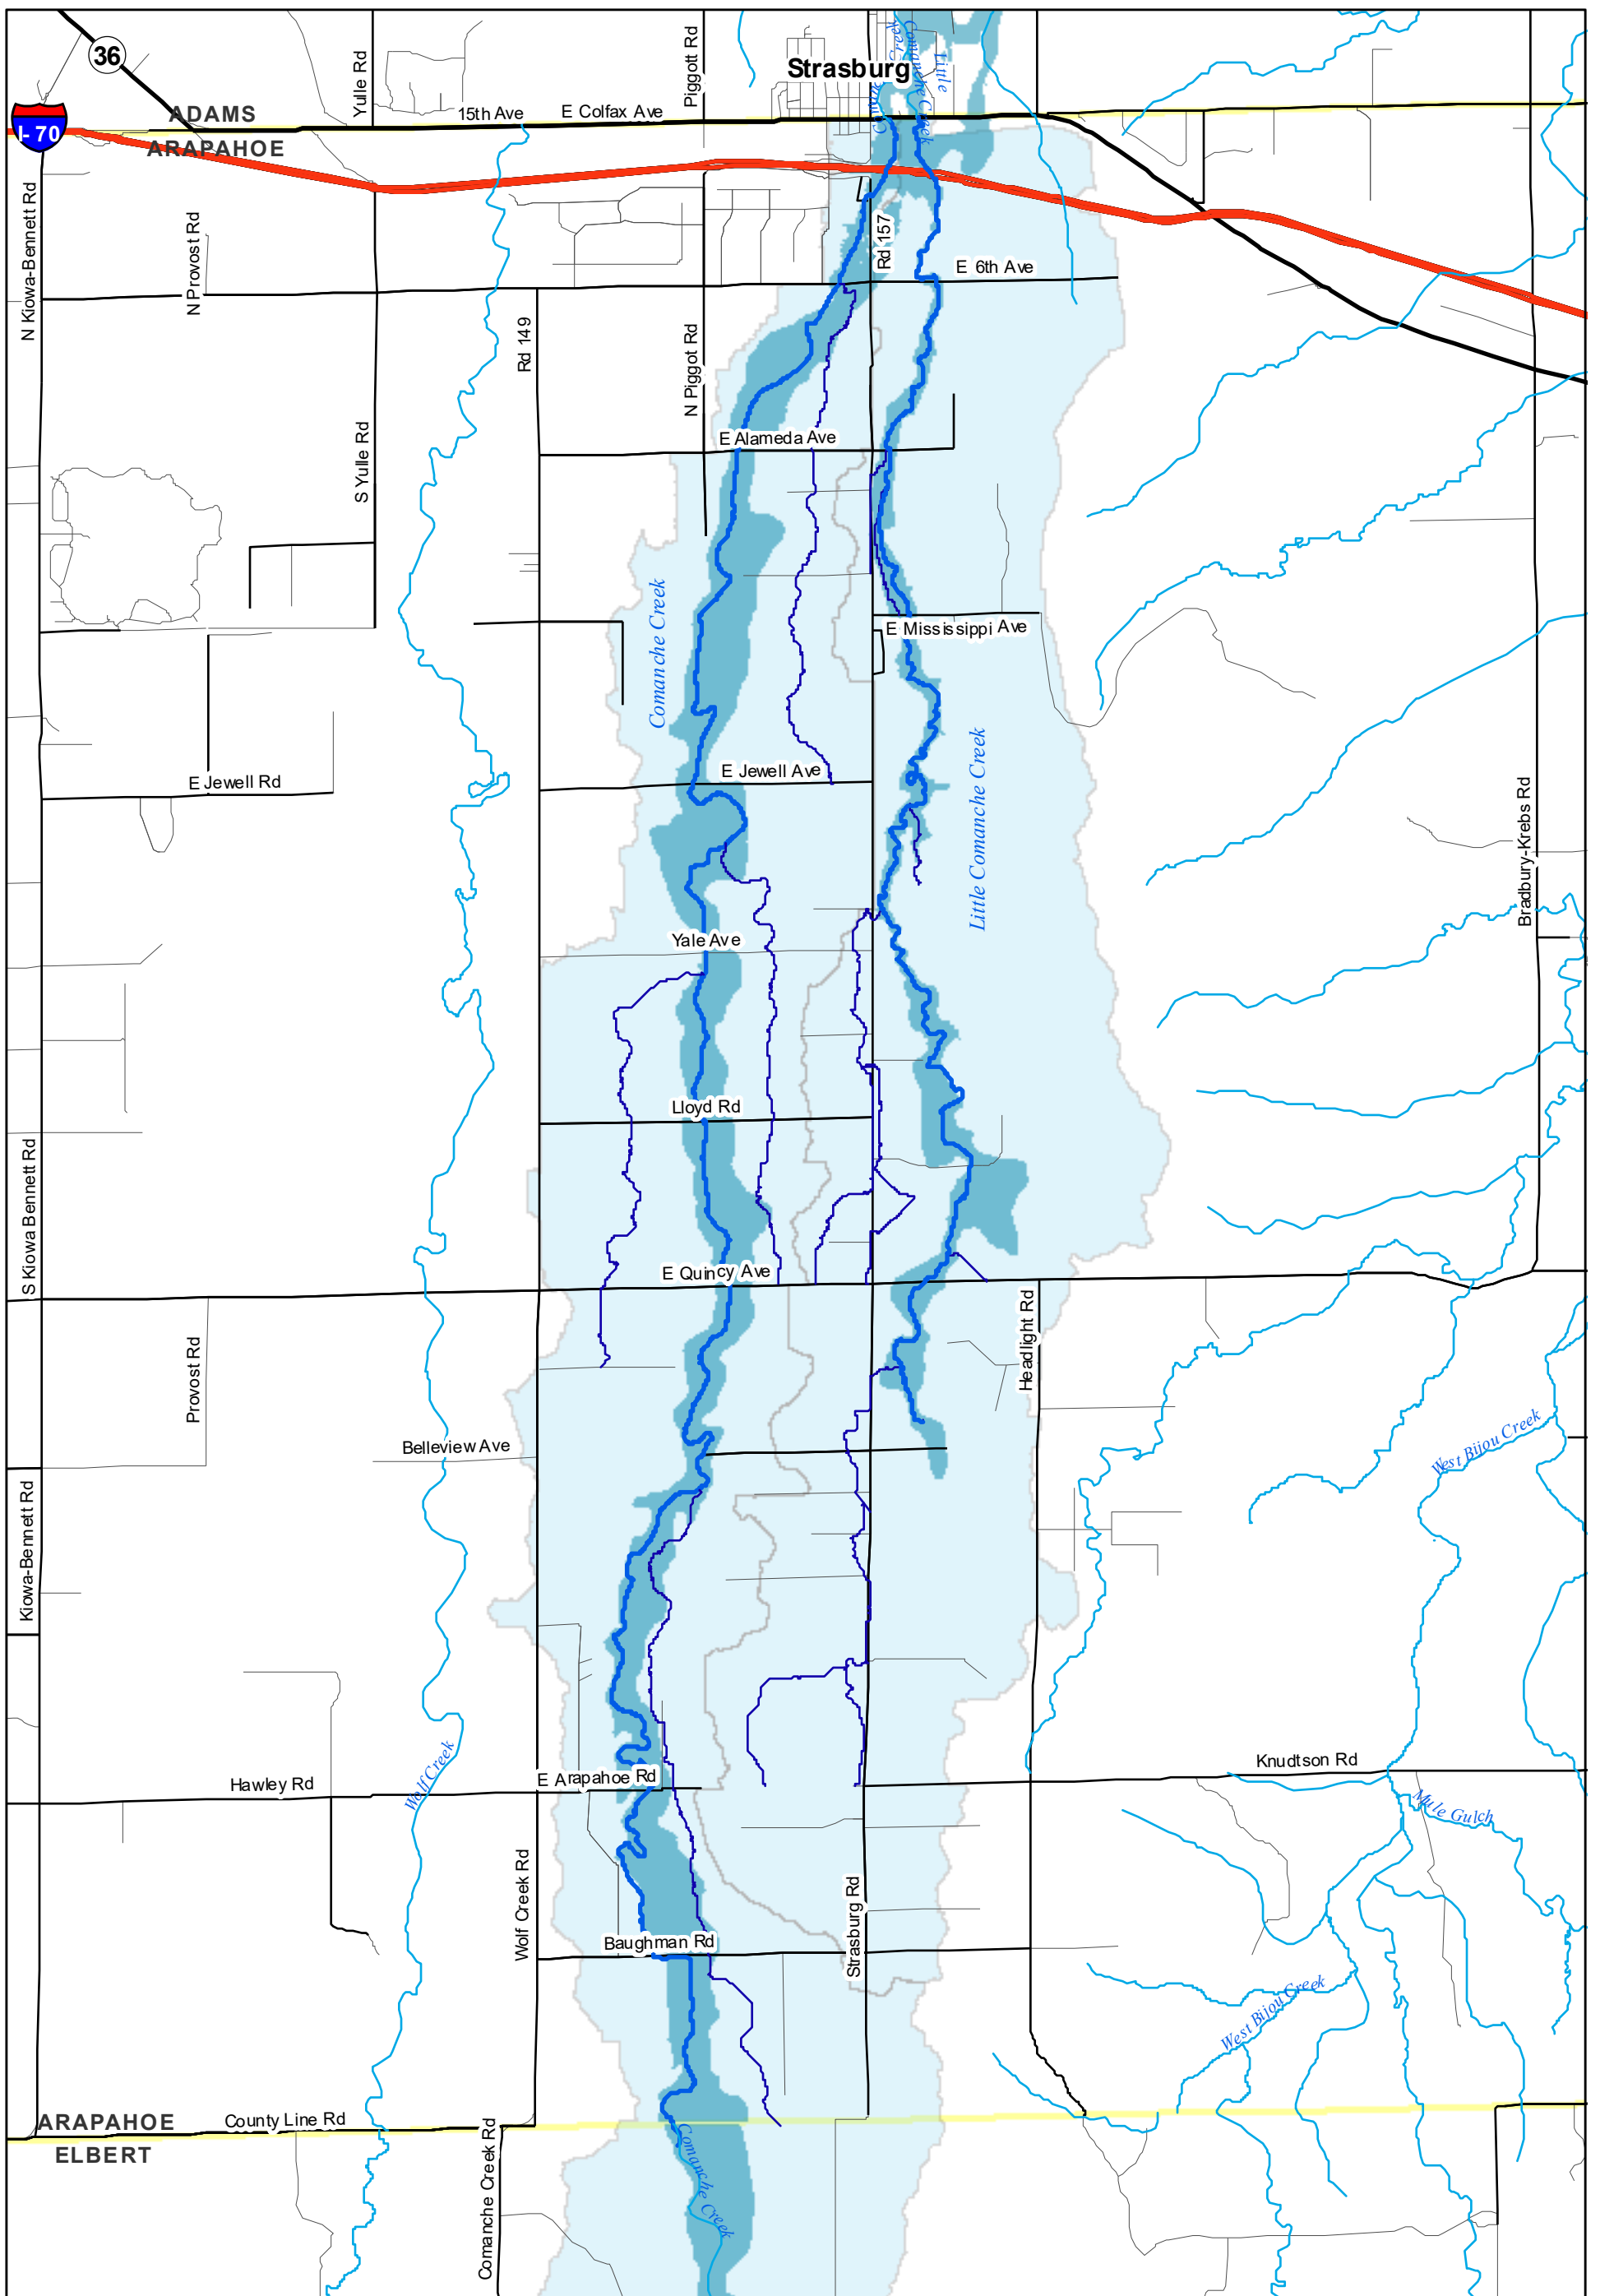 36
Yulle Rd
Piggott Rd
Strasburg
Creek
Comanche Creek
Little
ADAMS
15th Ave
E Colfax Ave
I- 70
ARAPAHOE
N Kiowa-Bennett Rd
N Provost Rd
Rd 157
E 6th Ave
Rd 149
N Piggot Rd
S Yulle Rd
E Alameda Ave
Comanche Creek
E Mississippi Ave
E Jewell Rd
E Jewell Ave
Little Comanche Creek
Bradbury-Krebs Rd
Yale Ave
Lloyd Rd
S Kiowa Bennett Rd
E Quincy Ave
Headlight Rd
Provost Rd
Belleview Ave
West Bijou Creek
Kiowa-Bennett Rd
Wolf Creek
Hawley Rd
E Arapahoe Rd
Knudtson Rd
Mule Gulch
Wolf Creek Rd
Strasburg Rd
Baughman Rd
West Bijou Creek
ARAPAHOE
County Line Rd
ELBERT
Comanche Creek Rd
Comanche Creek